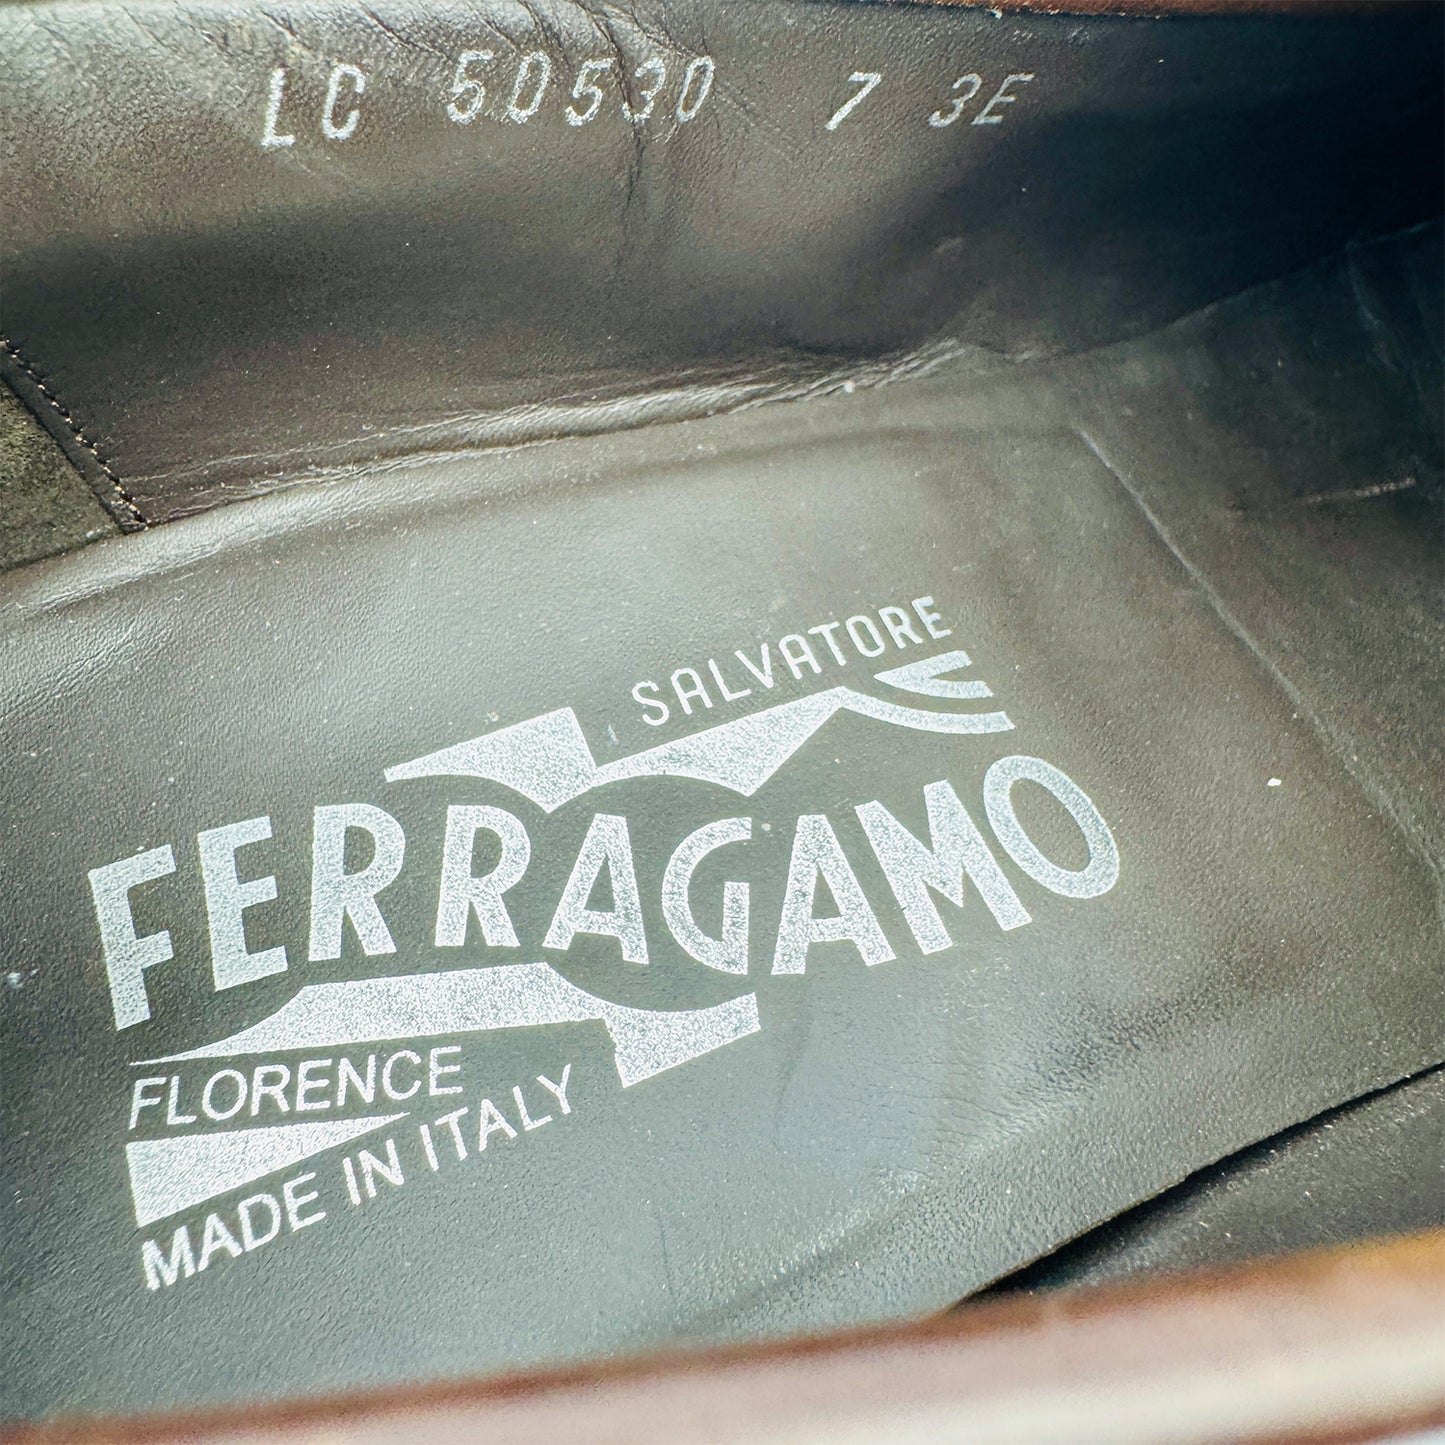 LC 50530 7 3E
SALVATORE
FERRAGAMO
FLORENCE
MADE IN ITALY